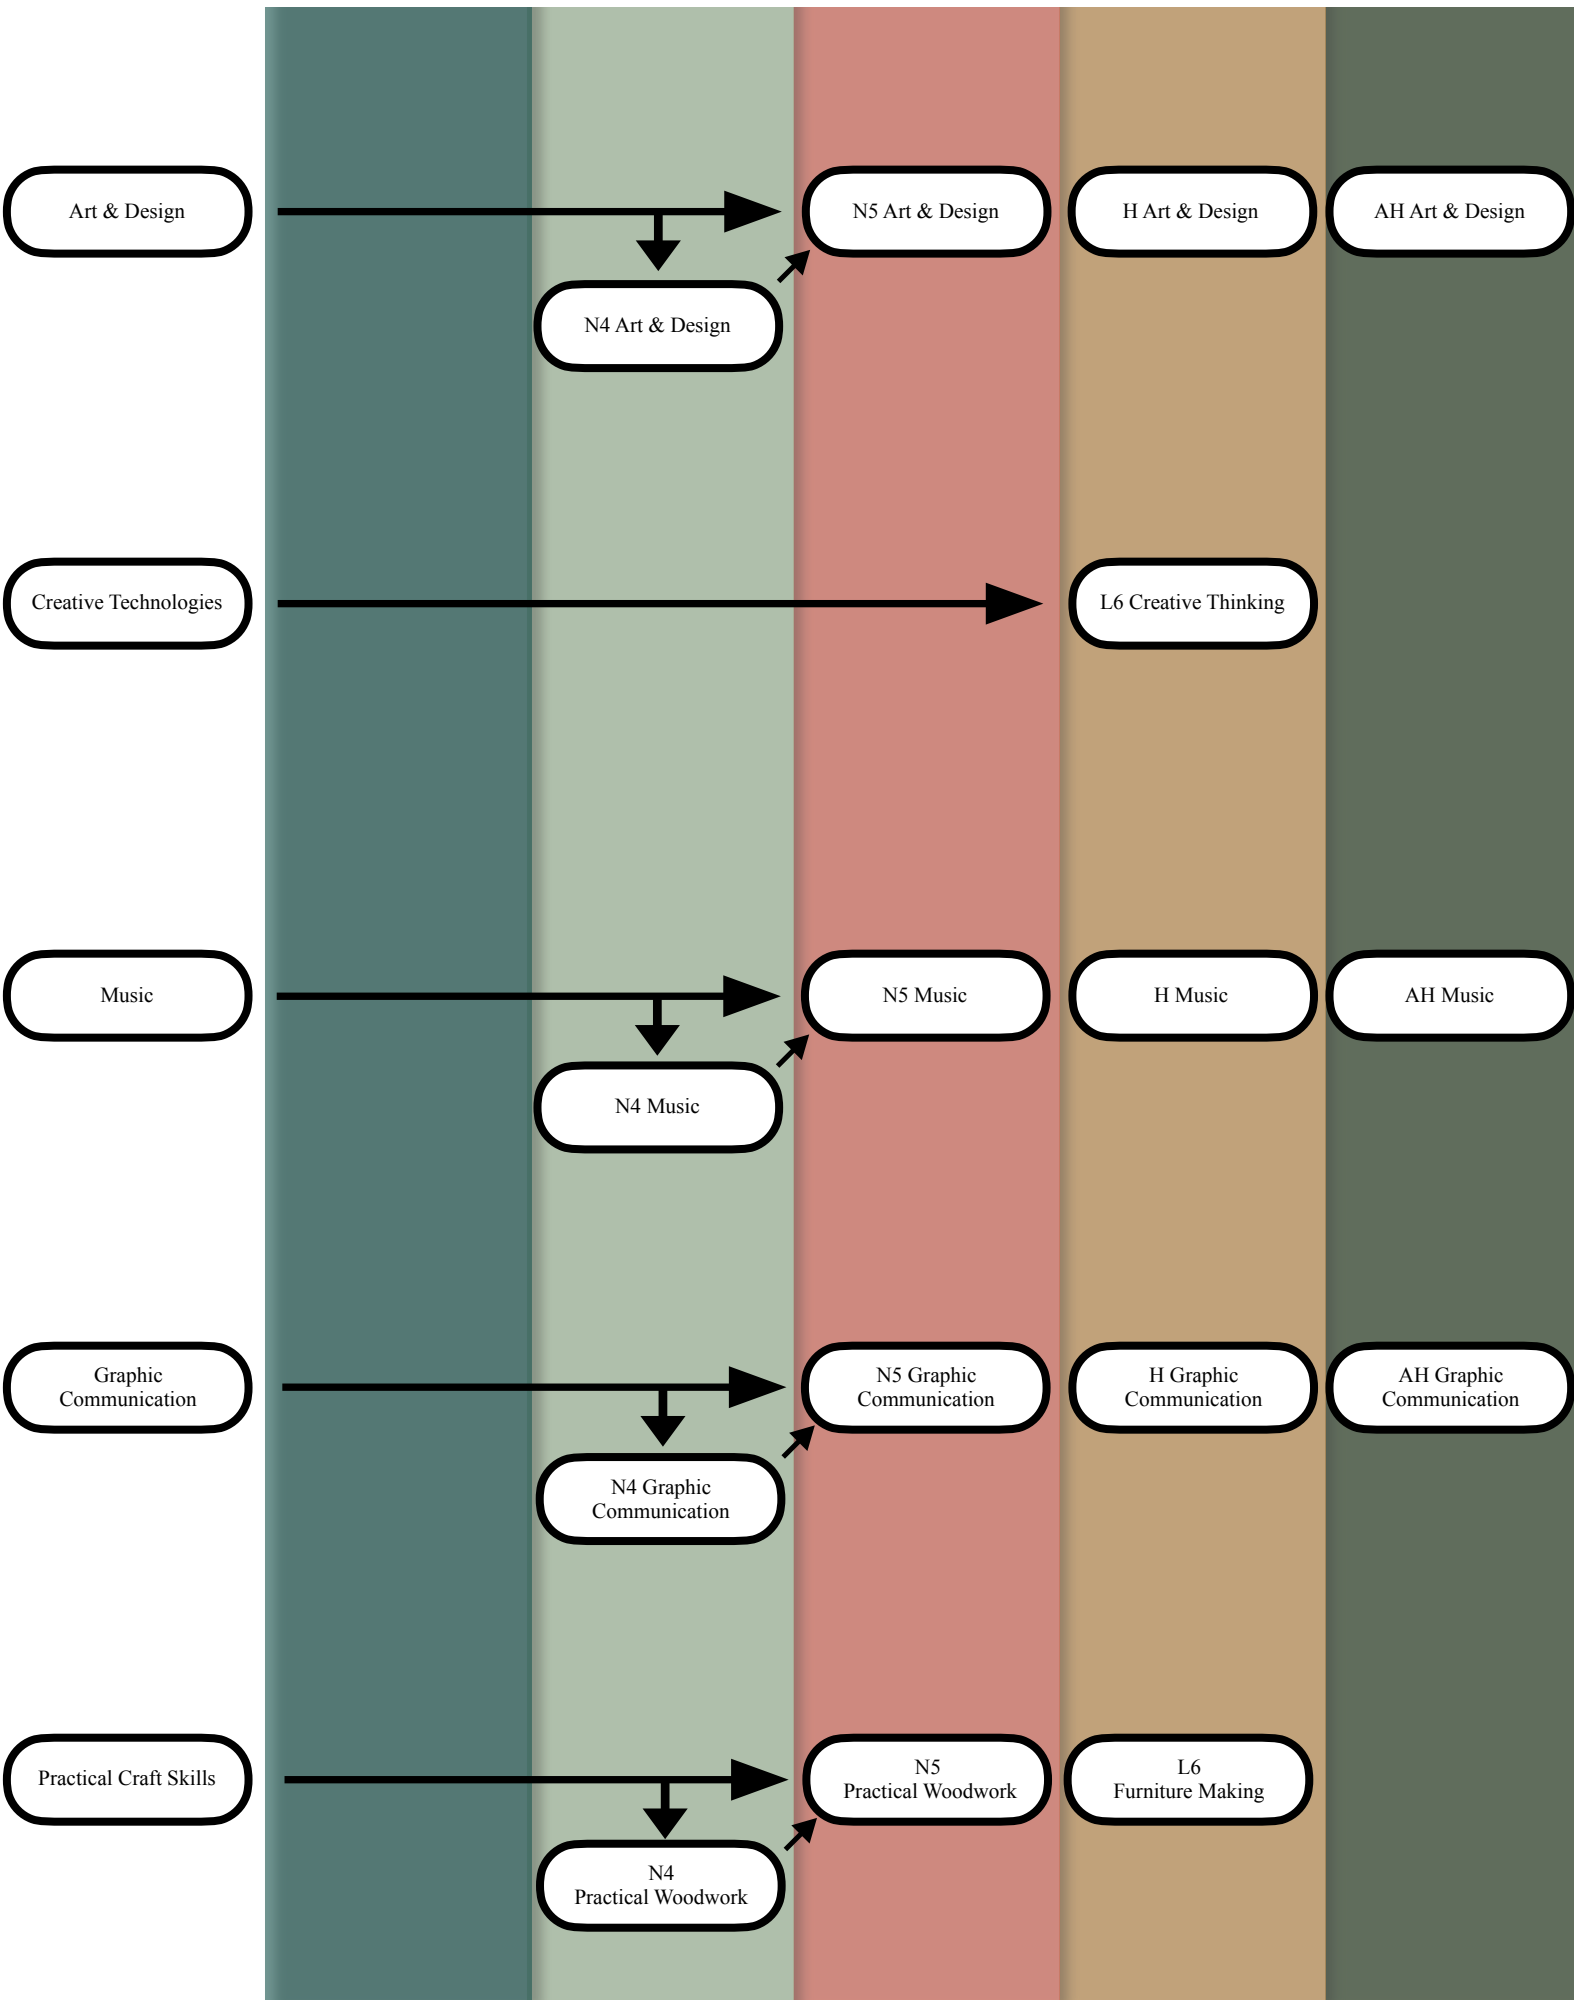 Art & Design
N5 Art & Design
H Art & Design
AH Art & Design
N4 Art & Design
Creative Technologies
L6 Creative Thinking
Music
N5 Music
H Music
AH Music
N4 Music
Graphic
Communication
N5 Graphic
Communication
H Graphic
Communication
AH Graphic
Communication
N4 Graphic
Communication
Practical Craft Skills
N5
Practical Woodwork
L6
Furniture Making
N4
Practical Woodwork